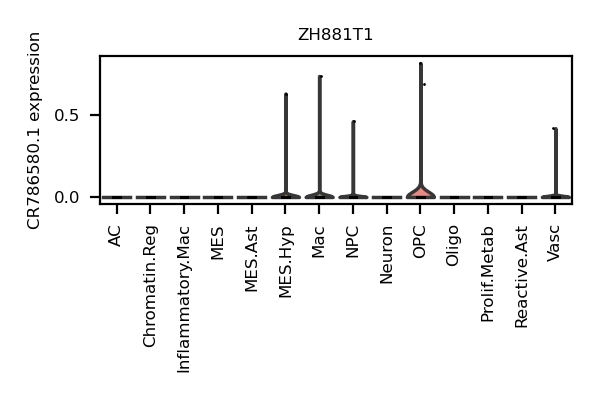 ZH881T1
CR786580.1 expression
0.5
0.0
AC
Chromatin.Reg
Inflammatory.Mac
MES
MES.Ast
MES.Hyp
Mac
NPC
Neuron
OPC
Oligo
Prolif.Metab
Reactive.Ast
Vasc